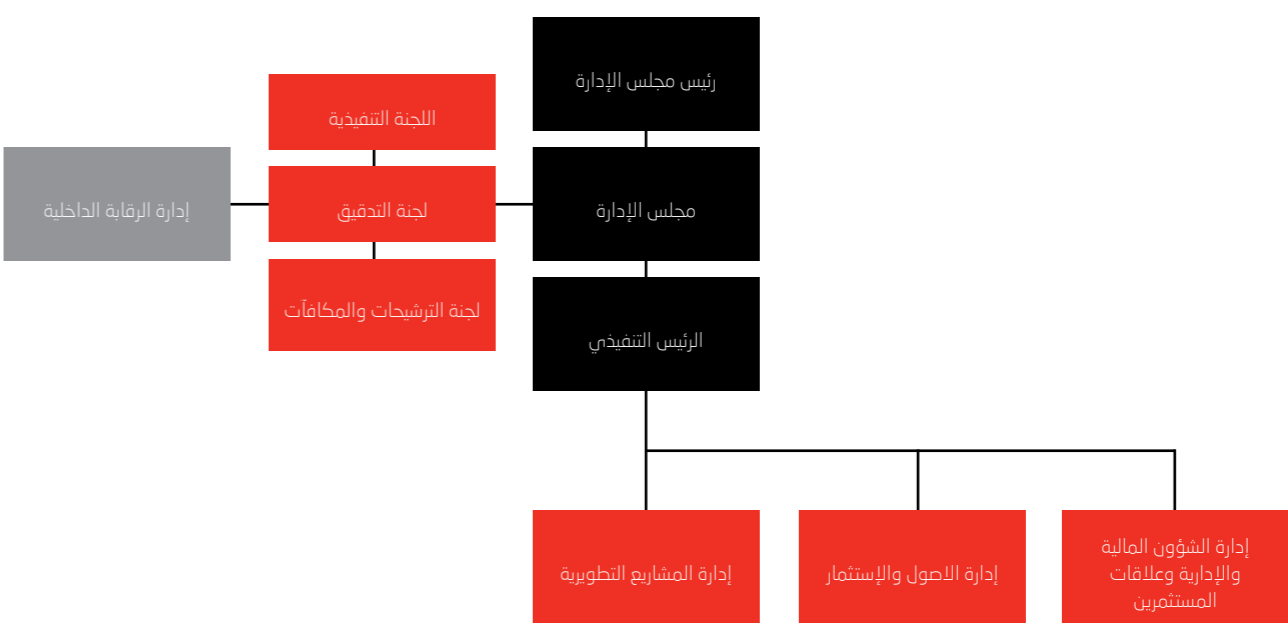 رئيس مجلس الإدارة
اللجنة التنفيذية
مجلس الإدارة
لجنة التدقيق
إدارة الرقابة الداخلية
لجنة الترشيحات والمكافآت
الرئيس التنفيذي
إدارة الشؤون المالية
والإدارية وعلاقات
المستثمرين
إدارة الاصول والإستثمار
إدارة المشاريع التطويرية